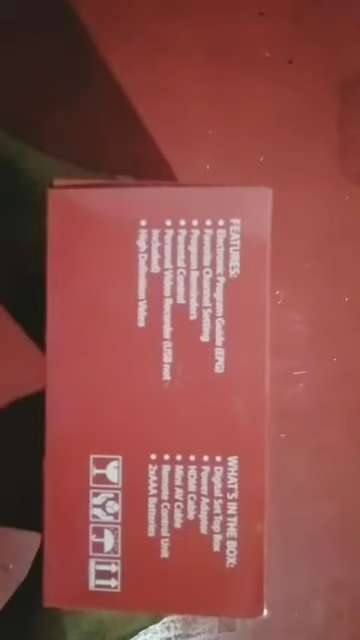 FEATURES:
• Electronic Program Guide (EPG)
• Favorite Channel Setting
• Program Reminders
• Parental Control
• Personal Video Recorder (USB not
included)
• High Definition Video
WHAT'S IN THE BOX:
• Digital Set Top Box
• Power Adapter
• HDMI Cable
• Mini AV Cable
• Remote Control Unit
• 2xAAA Batteries